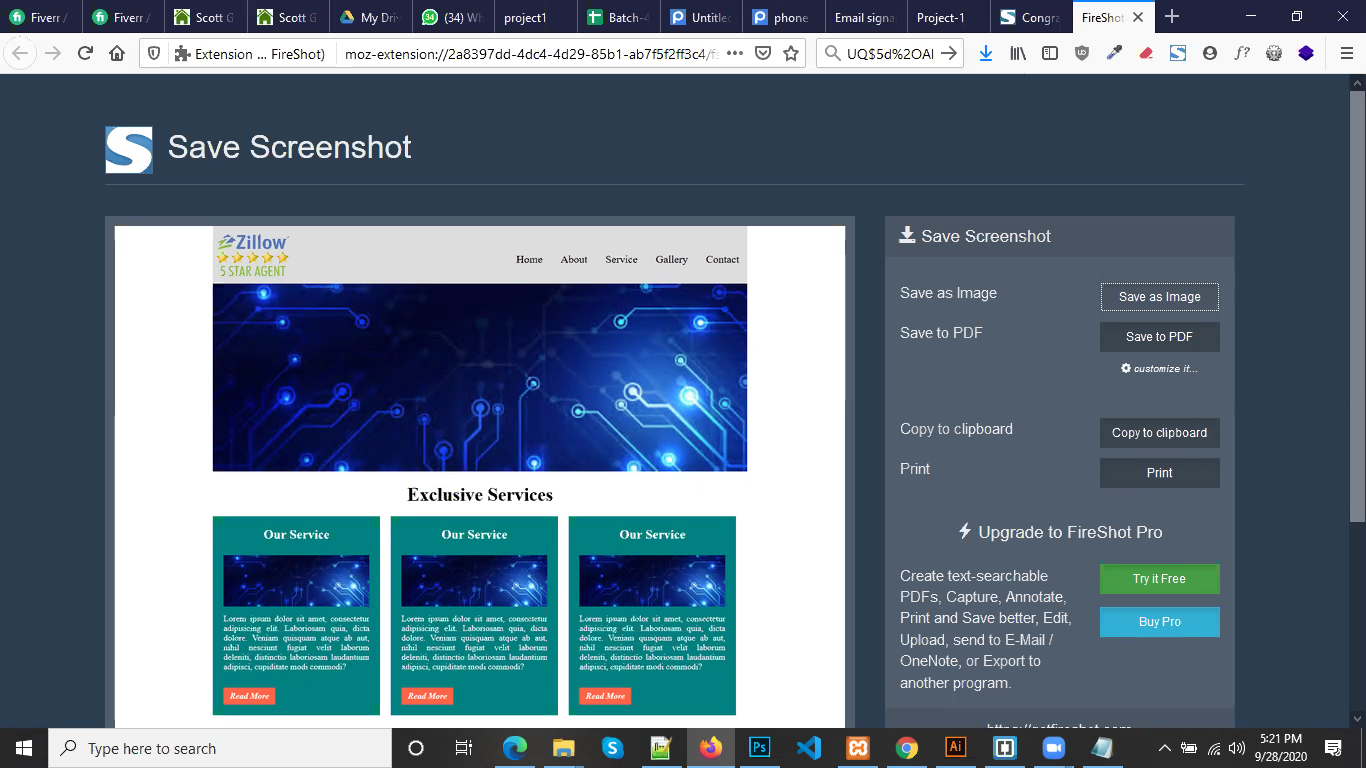 Fiverr /
Fiverr /
Scott G
Scott G
My Driv
(34) Wh
project1
Batch-4
Untitled
phone
Email signa
Project-1
Congra
FireShot
Extension ... FireShot)
moz-extension://2a8397dd-4dc4-4d29-85b1-ab7f5f2ff3c4/fs
UQ$5d%2OAI
Save Screenshot
Zillow
5 STAR AGENT
Home
About
Service
Gallery
Contact
Exclusive Services
Our Service
Lorem ipsum dolor sit amet, consectetur
adipisicing elit. Laboriosam quia, dicta
dolore. Veniam quisquam atque ab aut,
nihil nesciunt fugiat velit laborum
deleniti, distinctio laboriosam laudantium
adipisci, cupiditate modi commodi?
Read More
Our Service
Lorem ipsum dolor sit amet, consectetur
adipisicing elit. Laboriosam quia, dicta
dolore. Veniam quisquam atque ab aut,
nihil nesciunt fugiat velit laborum
deleniti, distinctio laboriosam laudantium
adipisci, cupiditate modi commodi?
Read More
Our Service
Lorem ipsum dolor sit amet, consectetur
adipisicing elit. Laboriosam quia, dicta
dolore. Veniam quisquam atque ab aut,
nihil nesciunt fugiat velit laborum
deleniti, distinctio laboriosam laudantium
adipisci, cupiditate modi commodi?
Read More
Save Screenshot
Save as Image
Save as Image
Save to PDF
Save to PDF
customize it...
Copy to clipboard
Copy to clipboard
Print
Print
Upgrade to FireShot Pro
Create text-searchable
PDFs, Capture, Annotate,
Print and Save better, Edit,
Upload, send to E-Mail /
OneNote, or Export to
another program.
Try it Free
Buy Pro
https://getfireshot.com
Type here to search
5:21 PM
9/28/2020